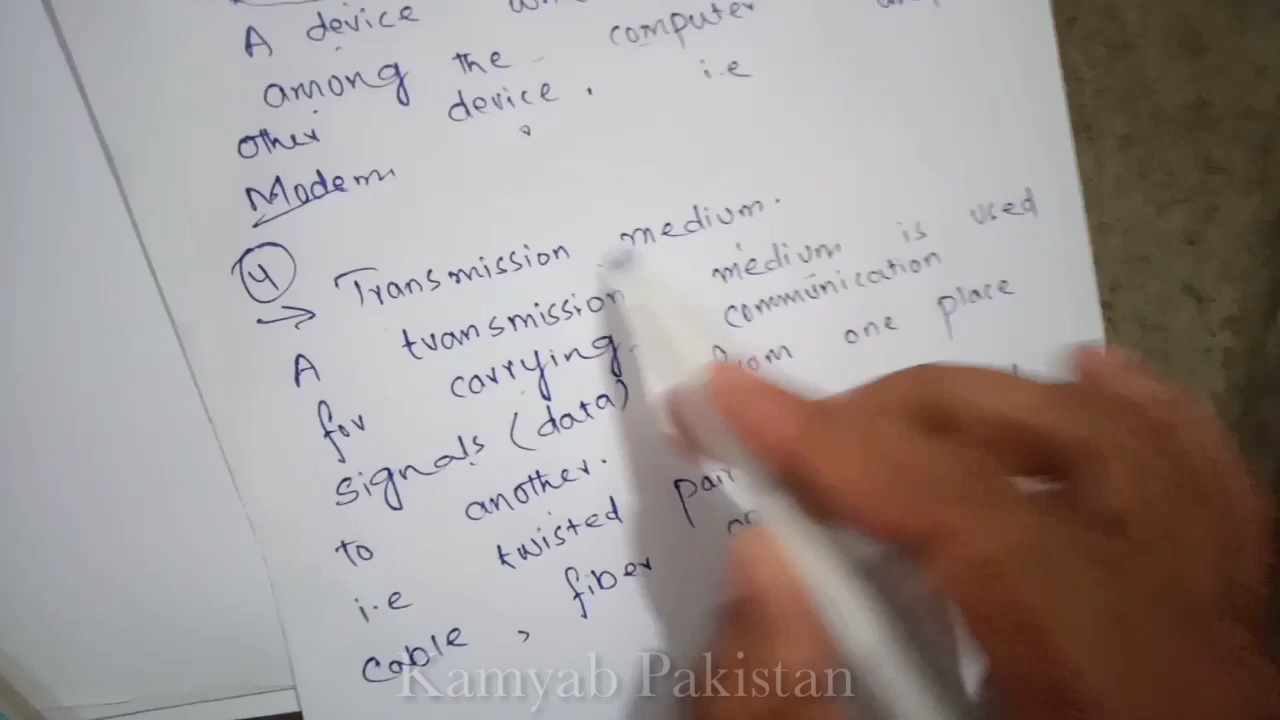 A device
among the computer
other device. i.e
Modem
4 → Transmission medium.
A transmission medium is used
for carrying communication
signals (data) from one place
to another.
i.e twisted pair
cable, fiber
Kamyab Pakistan